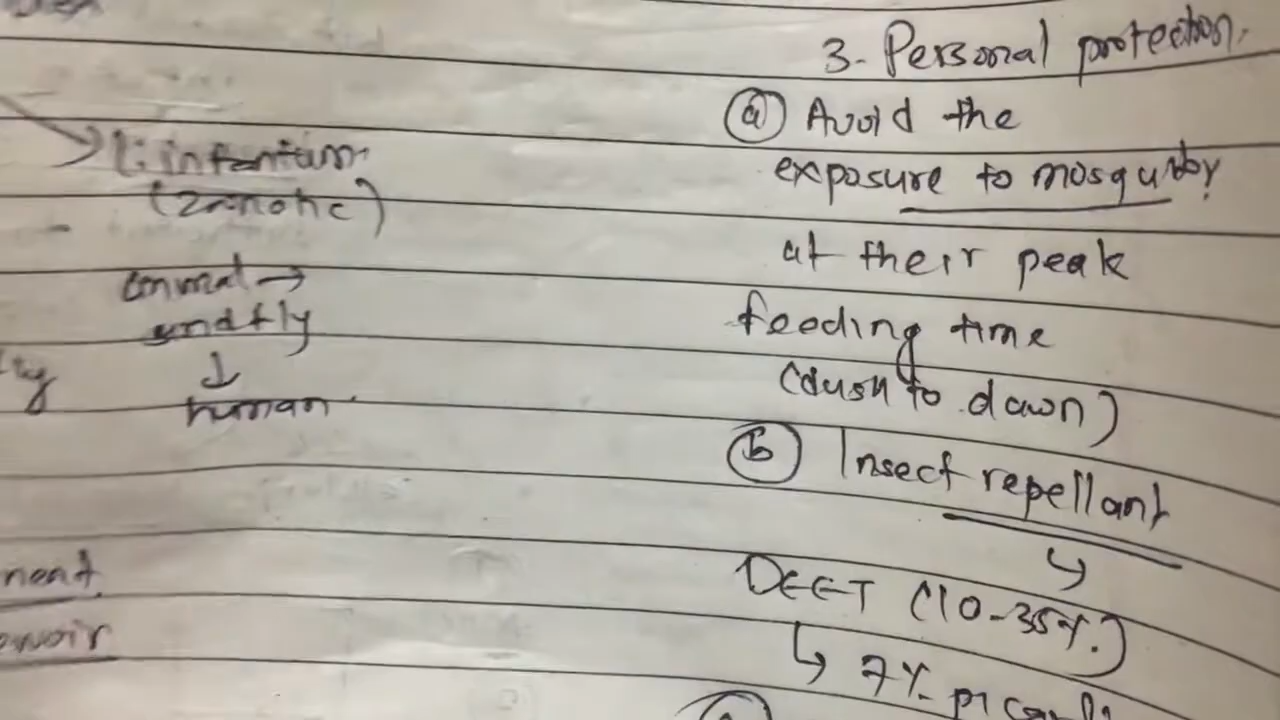 L. infantum
(zoonotic)
animal →
sandfly
↓
human
3. Personal protection.
(a) Avoid the
exposure to
at their peak
feeding time
(dusk to dawn)
(b) Insect repellant
DEET (10-35%)
↳ 7%